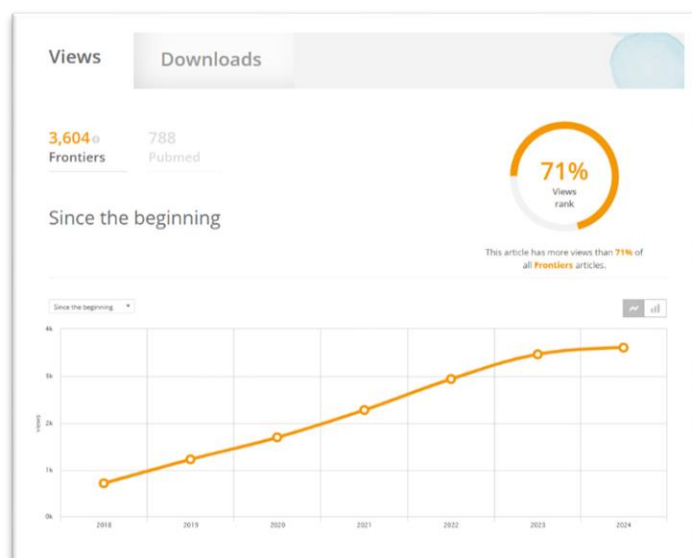 Views
Downloads
3,604
788
Frontiers
Pubmed
71%
Views
rank
Since the beginning
This article has more views than 71% of
all Frontiers articles.
Since the beginning
4k
3k
2k
1k
0k
views
2018
2019
2020
2021
2022
2023
2024